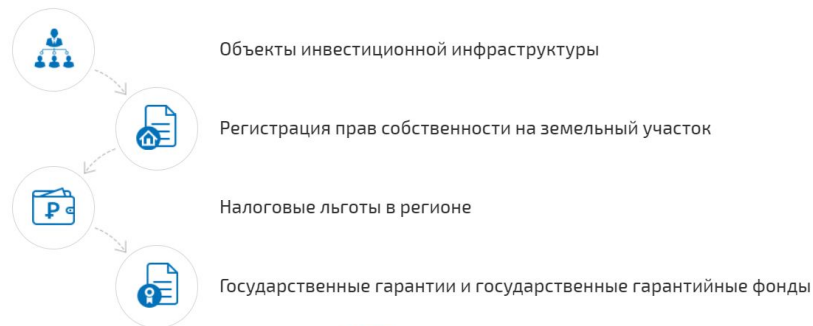 Объекты инвестиционной инфраструктуры
Регистрация прав собственности на земельный участок
Налоговые льготы в регионе
Государственные гарантии и государственные гарантийные фонды